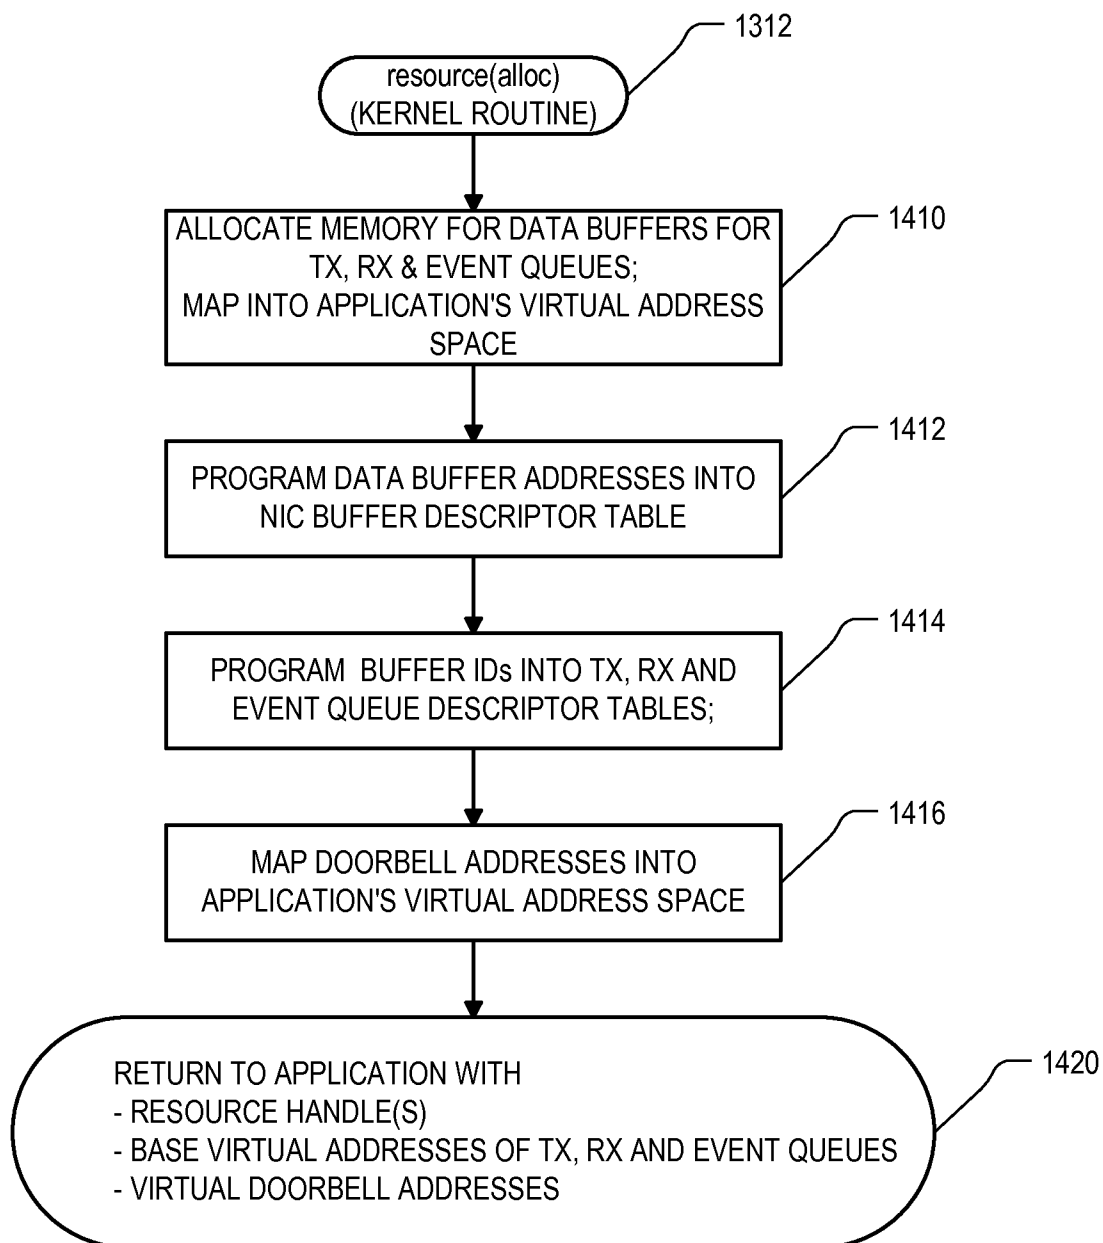 1312
resource(alloc)
(KERNEL ROUTINE)
1410
ALLOCATE MEMORY FOR DATA BUFFERS FOR
TX, RX & EVENT QUEUES;
MAP INTO APPLICATION'S VIRTUAL ADDRESS
SPACE
1412
PROGRAM DATA BUFFER ADDRESSES INTO
NIC BUFFER DESCRIPTOR TABLE
1414
PROGRAM BUFFER IDs INTO TX, RX AND
EVENT QUEUE DESCRIPTOR TABLES;
1416
MAP DOORBELL ADDRESSES INTO
APPLICATION'S VIRTUAL ADDRESS SPACE
1420
RETURN TO APPLICATION WITH
- RESOURCE HANDLE(S)
- BASE VIRTUAL ADDRESSES OF TX, RX AND EVENT QUEUES
- VIRTUAL DOORBELL ADDRESSES